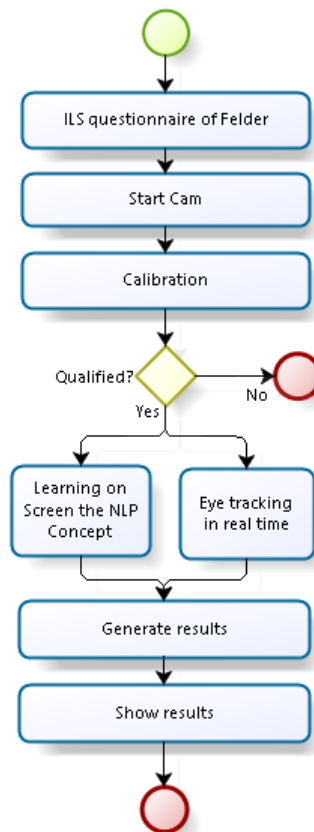 ILS questionnaire of Felder
Start Cam
Calibration
Qualified?
No
Yes
Learning on
Screen the NLP
Concept
Eye tracking
in real time
Generate results
Show results